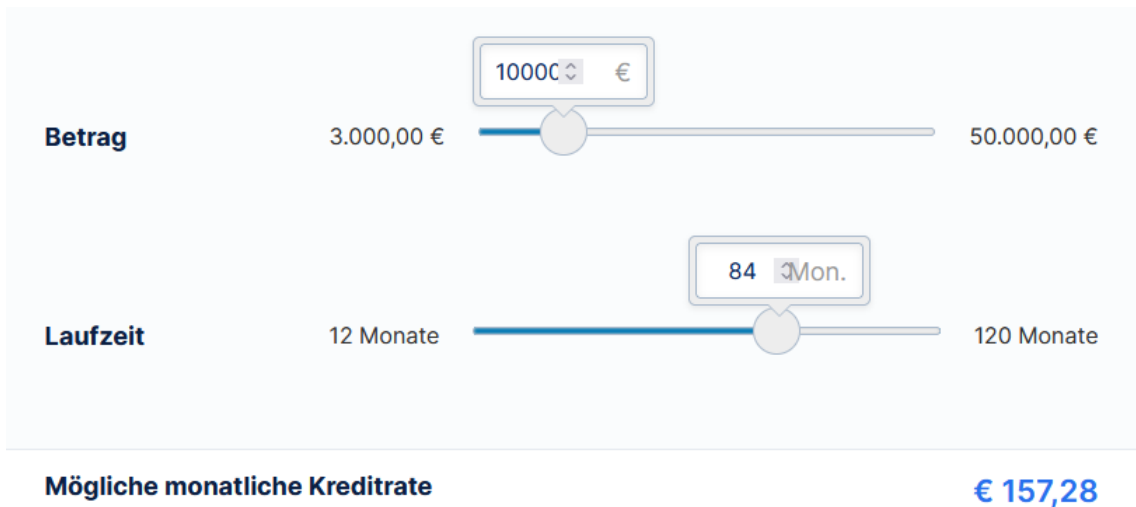 10000 €
Betrag 3.000,00 € 50.000,00 €
84 Mon.
Laufzeit 12 Monate 120 Monate
Mögliche monatliche Kreditrate € 157,28